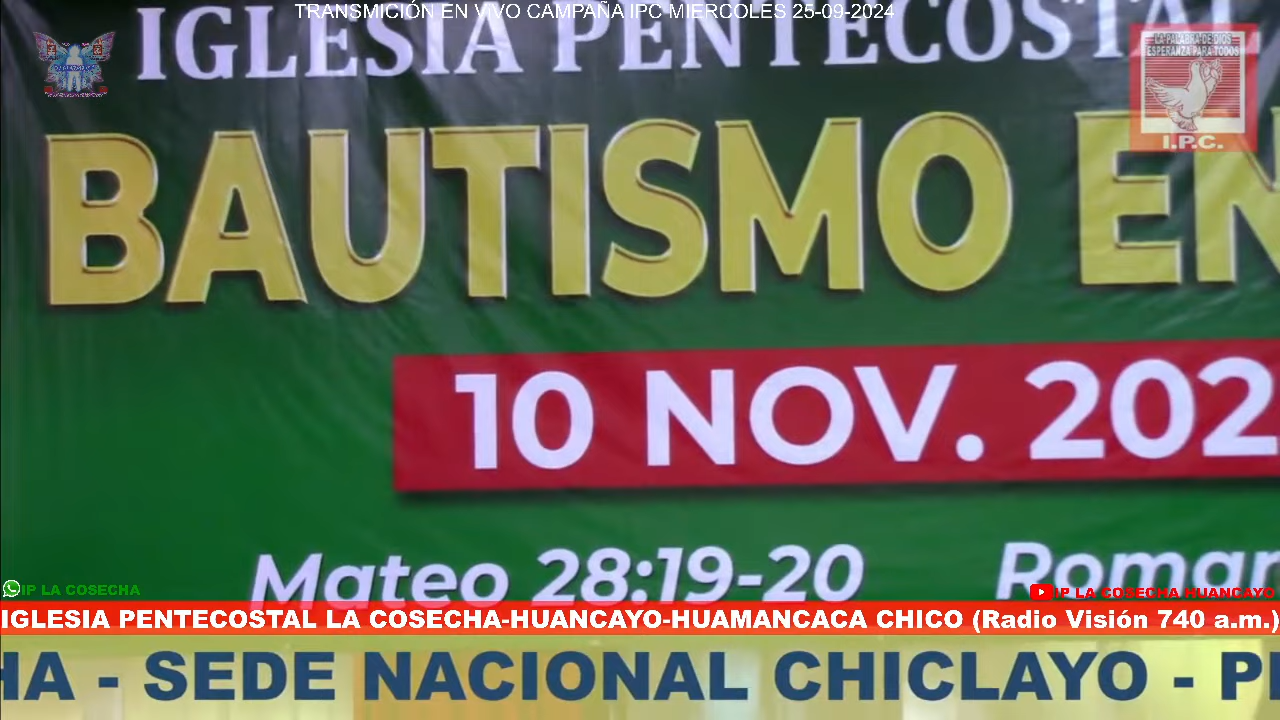 TRANSMICIÓN EN VIVO CAMPAÑA IPC MIERCOLES 25-09-2024
IGLESIA PENTECOSTAL
LA PALABRA DE DIOS
ESPERANZA PARA TODOS
I.P.C.
BAUTISMO EN
10 NOV. 202
Mateo 28:19-20 Roman
IP LA COSECHA
IP LA COSECHA HUANCAYO
IGLESIA PENTECOSTAL LA COSECHA-HUANCAYO-HUAMANCACA CHICO (Radio Visión 740 a.m.)
HA - SEDE NACIONAL CHICLAYO - P